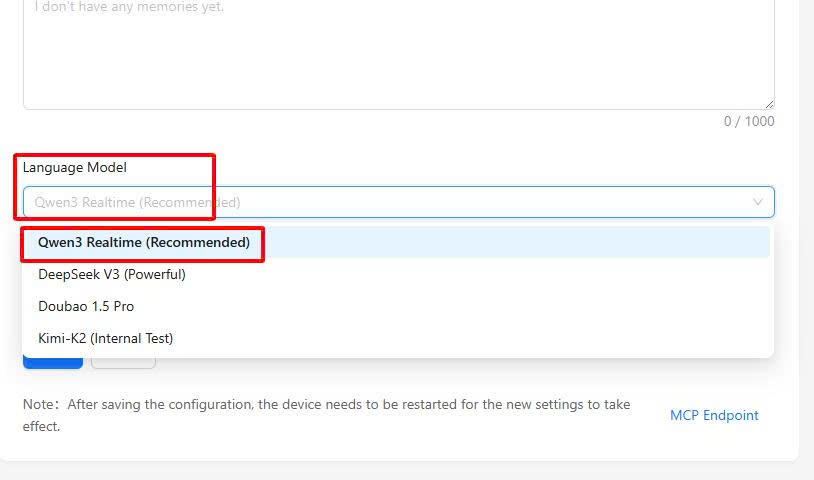 I don't have any memories yet.
0 / 1000
Language Model
Qwen3 Realtime (Recommended)
Qwen3 Realtime (Recommended)
DeepSeek V3 (Powerful)
Doubao 1.5 Pro
Kimi-K2 (Internal Test)
Note： After saving the configuration, the device needs to be restarted for the new settings to take
effect.
MCP Endpoint